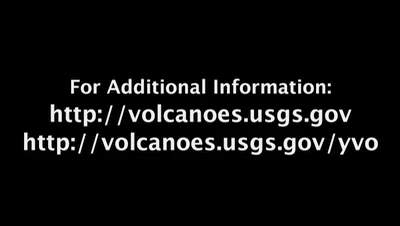 For Additional Information:
http://volcanoes.usgs.gov
http://volcanoes.usgs.gov/yvo